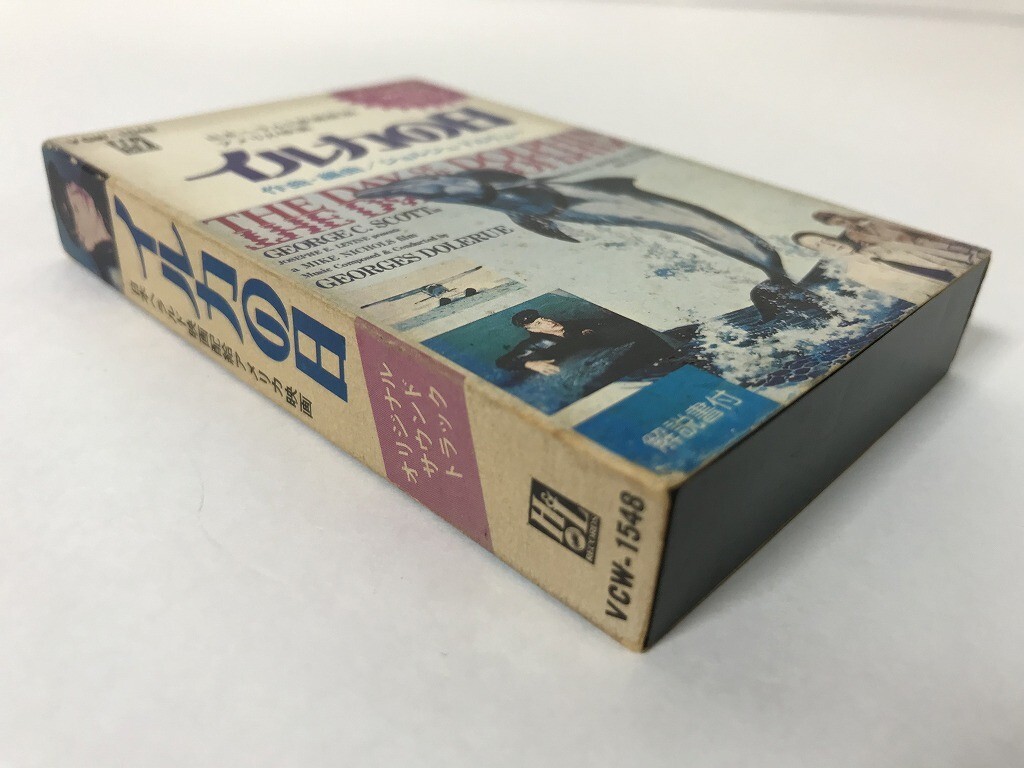 イルカの日
作曲・編曲/ジョルジュ・ドルリュー
THE DAY OF THE DOLPHIN
GEORGE C. SCOTT in
a MIKE NICHOLS film
Music Composed & Conducted by
GEORGES DOLERUE
解説書付
イルカの日
日本ヘラルド映画配給アメリカ映画
オリジナル
サウンド
トラック
H&L
RECORDS
VCW-1548